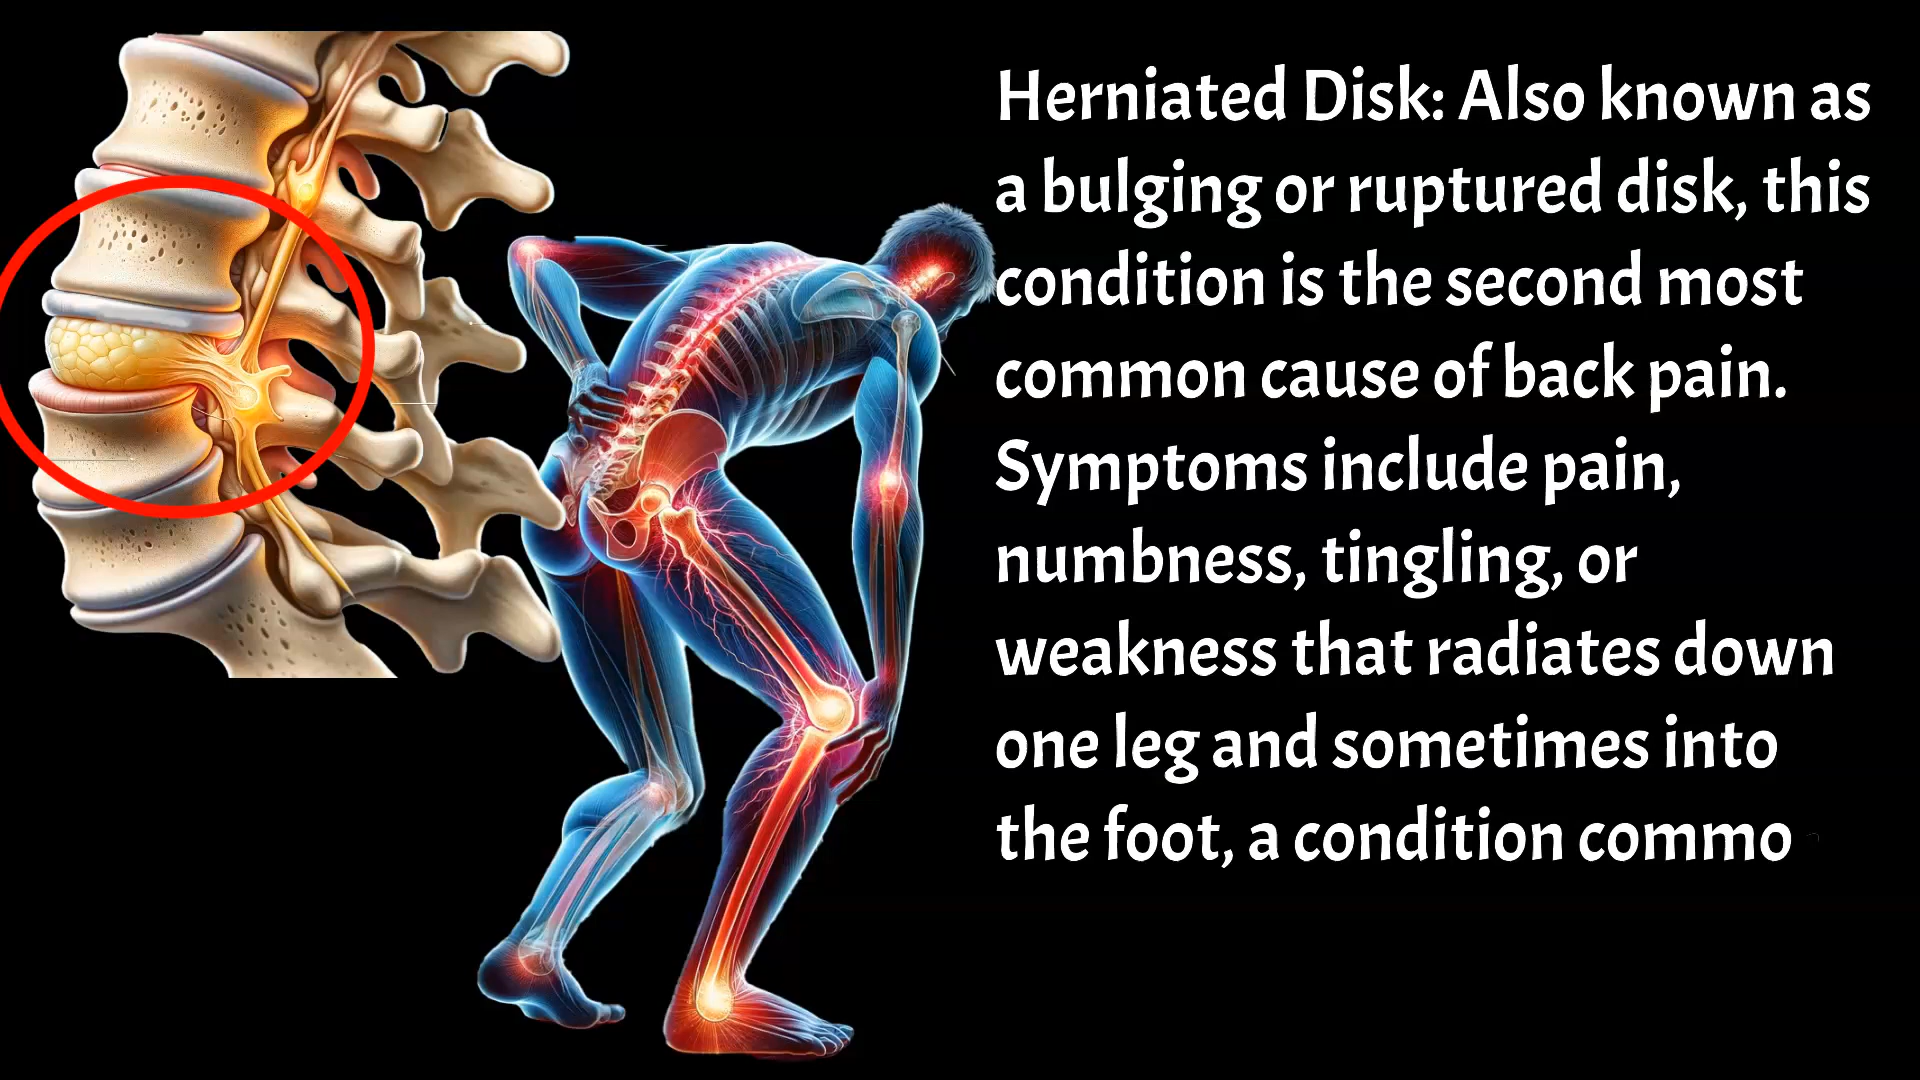 Herniated Disk: Also known as
a bulging or ruptured disk, this
condition is the second most
common cause of back pain.
Symptoms include pain,
numbness, tingling, or
weakness that radiates down
one leg and sometimes into
the foot, a condition commo